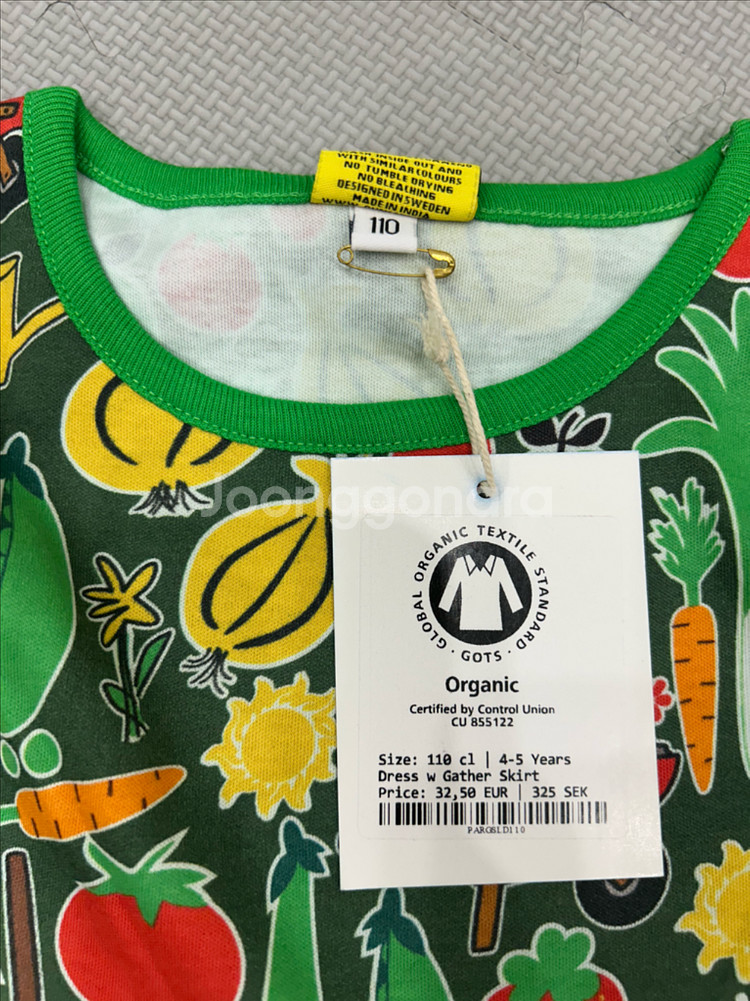 WITH SIMILAR COLOURS
NO TUMBLE DRYING
NO BLEACHING
DESIGNED IN SWEDEN
MADE IN INDIA
110
Joonggonara
GLOBAL ORGANIC TEXTILE STANDARD
· GOTS ·
Organic
Certified by Control Union
CU 855122
Size: 110 cl | 4-5 Years
Dress w Gather Skirt
Price: 32,50 EUR | 325 SEK
PARGSLD110